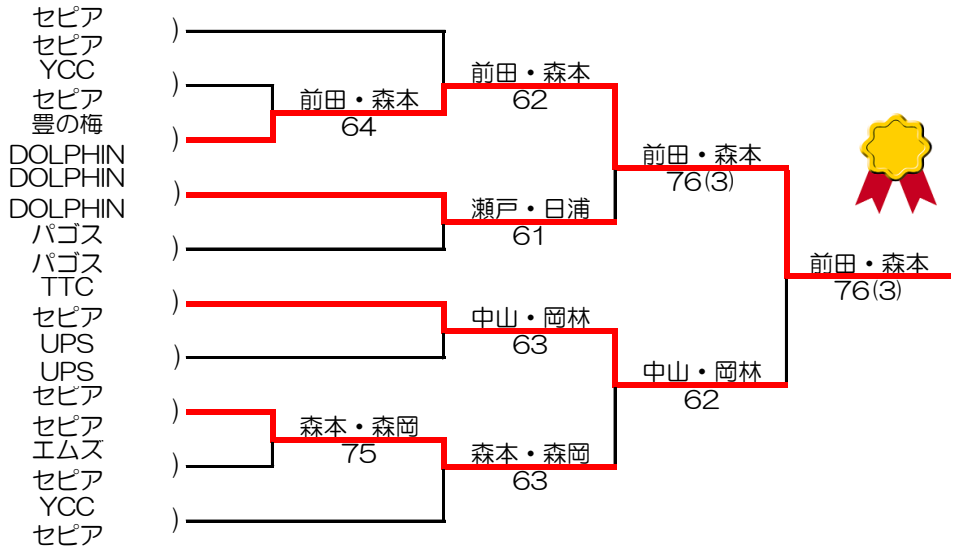 セピア
)
セピア
YCC
)
セピア
豊の梅
)
DOLPHIN
DOLPHIN
)
DOLPHIN
パゴス
)
パゴス
TTC
)
セピア
UPS
)
UPS
セピア
)
セピア
エムズ
)
セピア
YCC
)
セピア
前田・森本
64
森本・森岡
75
前田・森本
62
瀬戸・日浦
61
中山・岡林
63
森本・森岡
63
前田・森本
76(3)
中山・岡林
62
前田・森本
76(3)